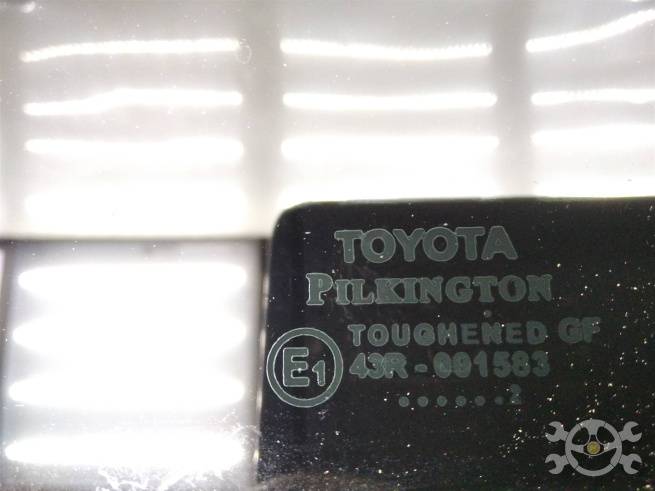 TOYOTA
PILKINGTON
TOUGHENED GF
E1 43R-001583
......2